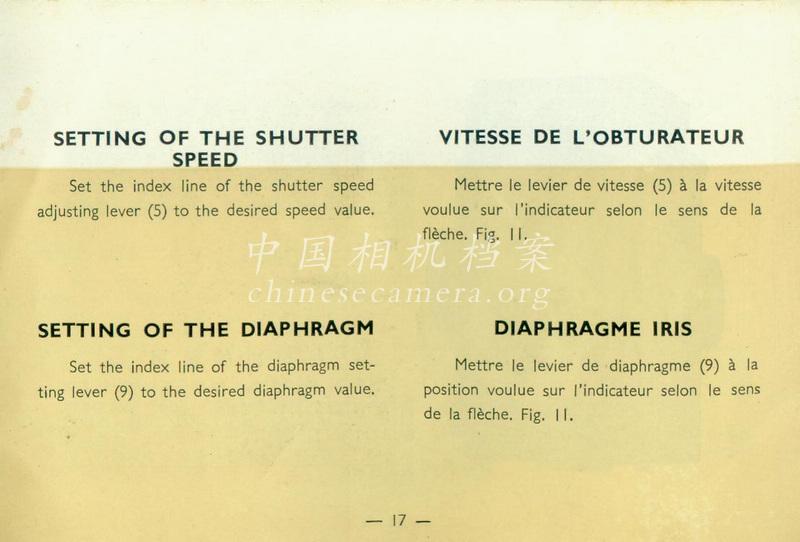 SETTING OF THE SHUTTER
SPEED
Set the index line of the shutter speed
adjusting lever (5) to the desired speed value.
SETTING OF THE DIAPHRAGM
Set the index line of the diaphragm set-
ting lever (9) to the desired diaphragm value.
VITESSE DE L'OBTURATEUR
Mettre le levier de vitesse (5) à la vitesse
voulue sur l'indicateur selon le sens de la
flèche. Fig. 11.
DIAPHRAGME IRIS
Mettre le levier de diaphragme (9) à la
position voulue sur l'indicateur selon le sens
de la flèche. Fig. 11.
中国相机档案
chinesecamera.org
— 17 —